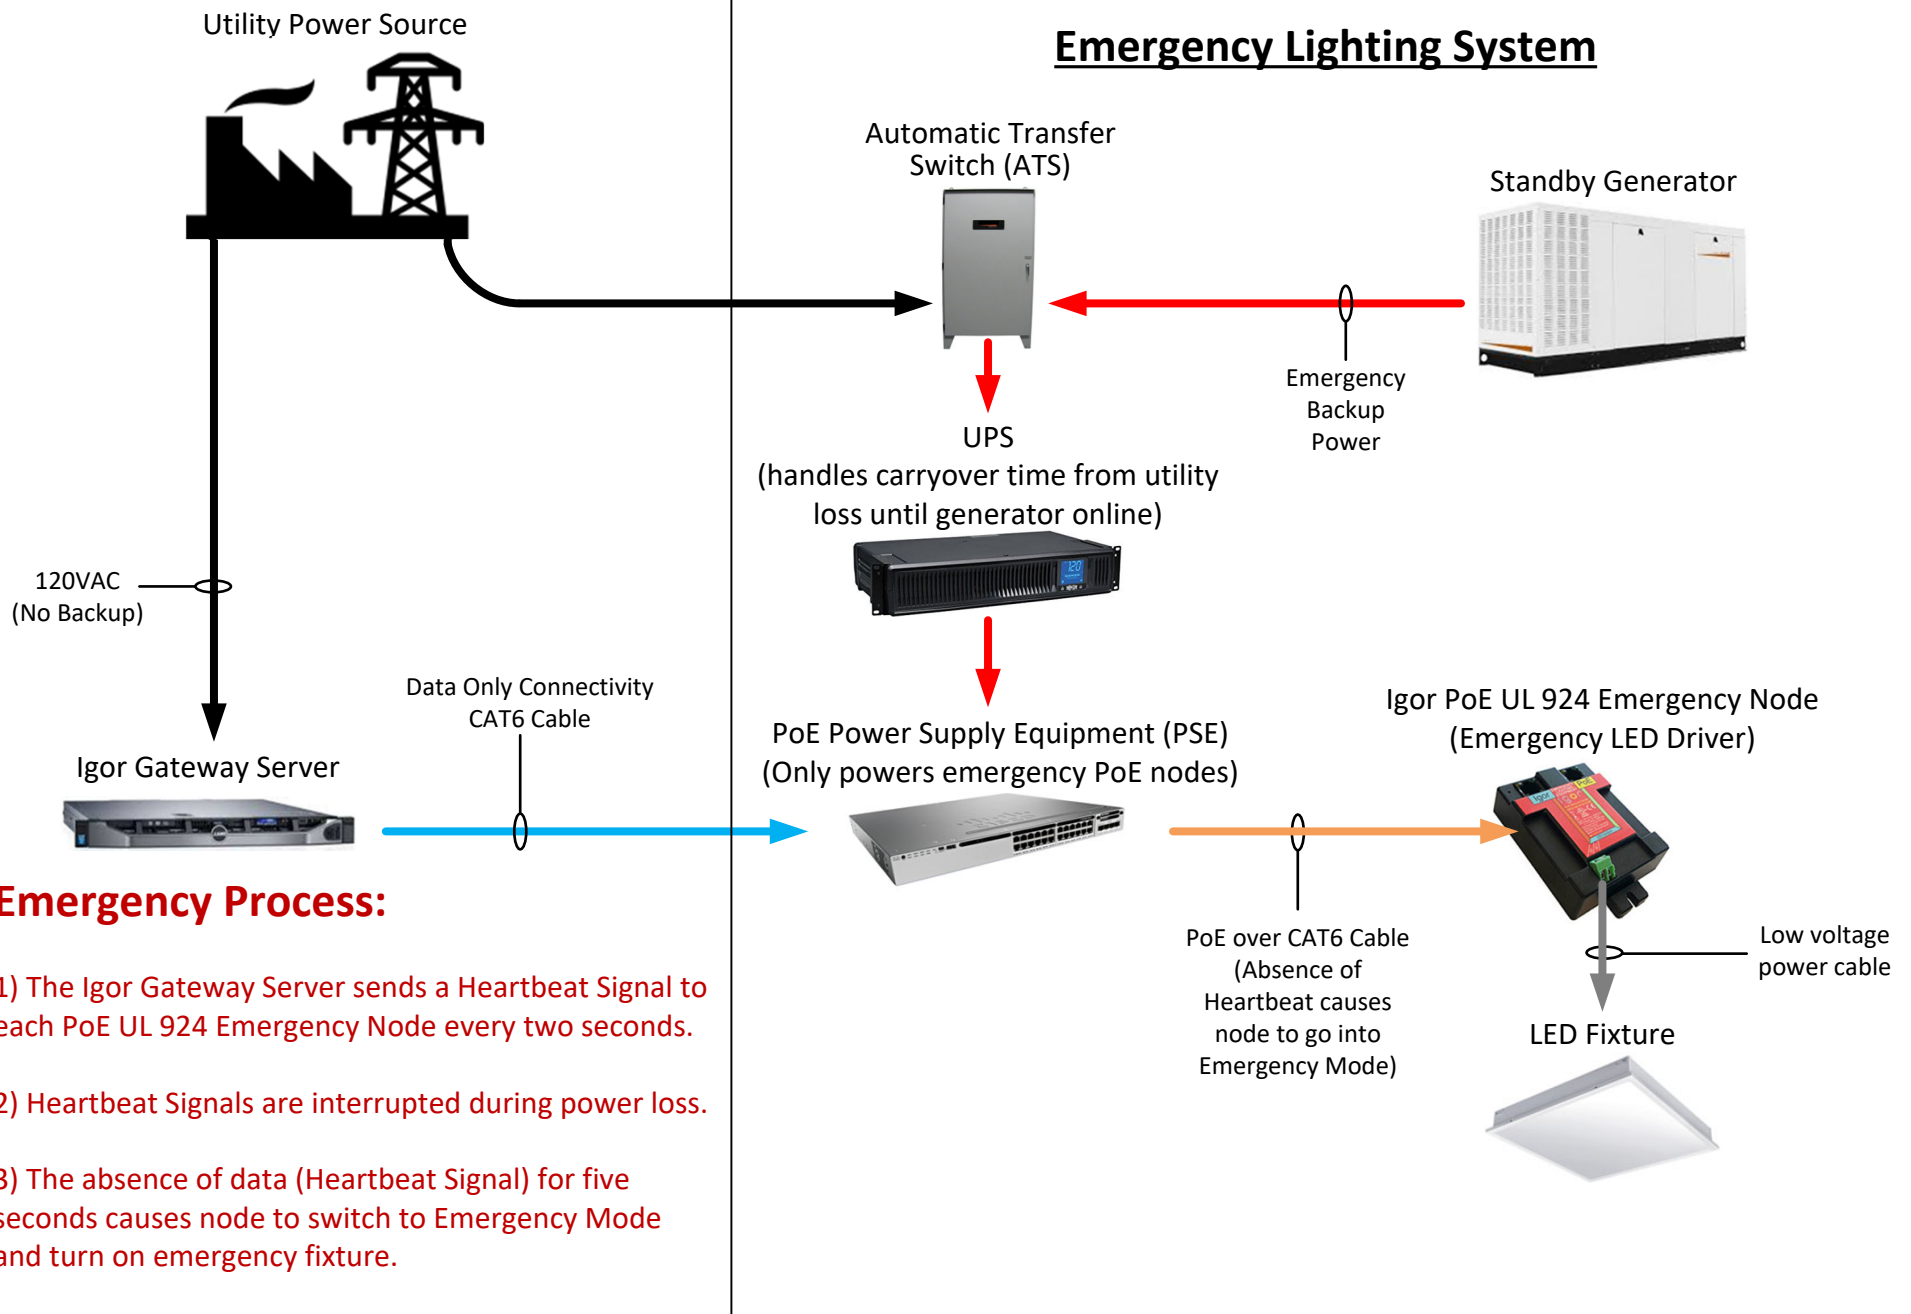 Utility Power Source
Emergency Lighting System
Automatic Transfer
Switch (ATS)
Standby Generator
Emergency
Backup
Power
UPS
(handles carryover time from utility
loss until generator online)
120
120VAC
(No Backup)
Data Only Connectivity
CAT6 Cable
Igor Gateway Server
PoE Power Supply Equipment (PSE)
(Only powers emergency PoE nodes)
Igor PoE UL 924 Emergency Node
(Emergency LED Driver)
Igor
PoE
PoE over CAT6 Cable
(Absence of
Heartbeat causes
node to go into
Emergency Mode)
Low voltage
power cable
LED Fixture
Emergency Process:
1) The Igor Gateway Server sends a Heartbeat Signal to
each PoE UL 924 Emergency Node every two seconds.
2) Heartbeat Signals are interrupted during power loss.
3) The absence of data (Heartbeat Signal) for five
seconds causes node to switch to Emergency Mode
and turn on emergency fixture.